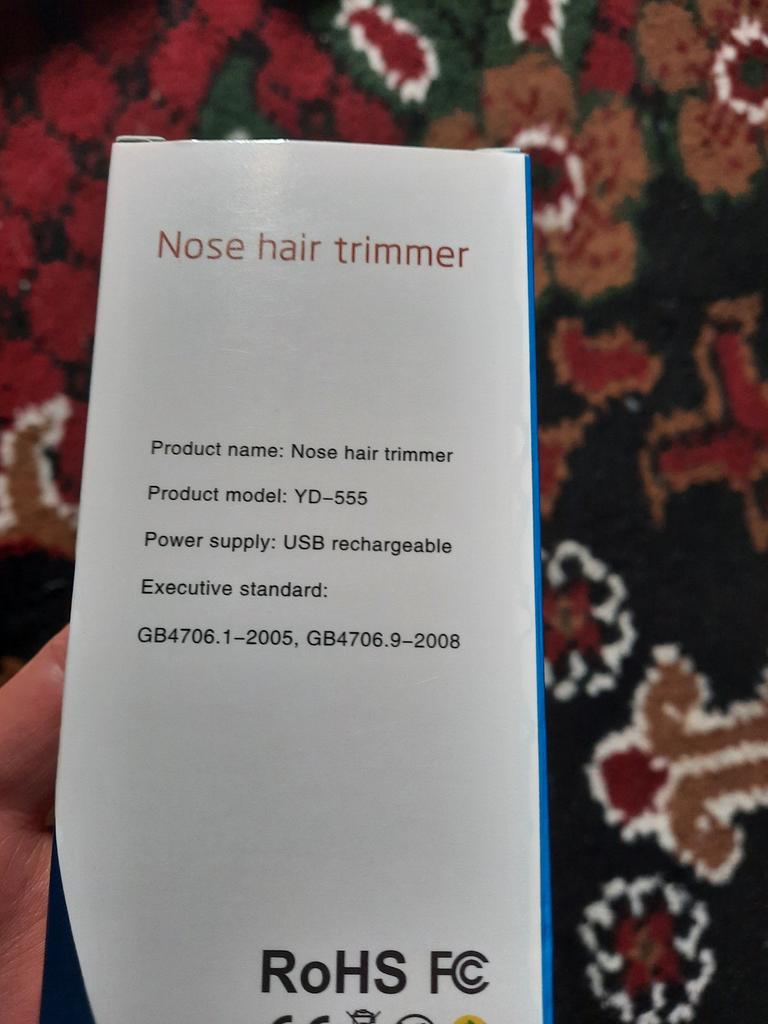 Nose hair trimmer
Product name: Nose hair trimmer
Product model: YD-555
Power supply: USB rechargeable
Executive standard:
GB4706.1-2005, GB4706.9-2008
RoHS FC